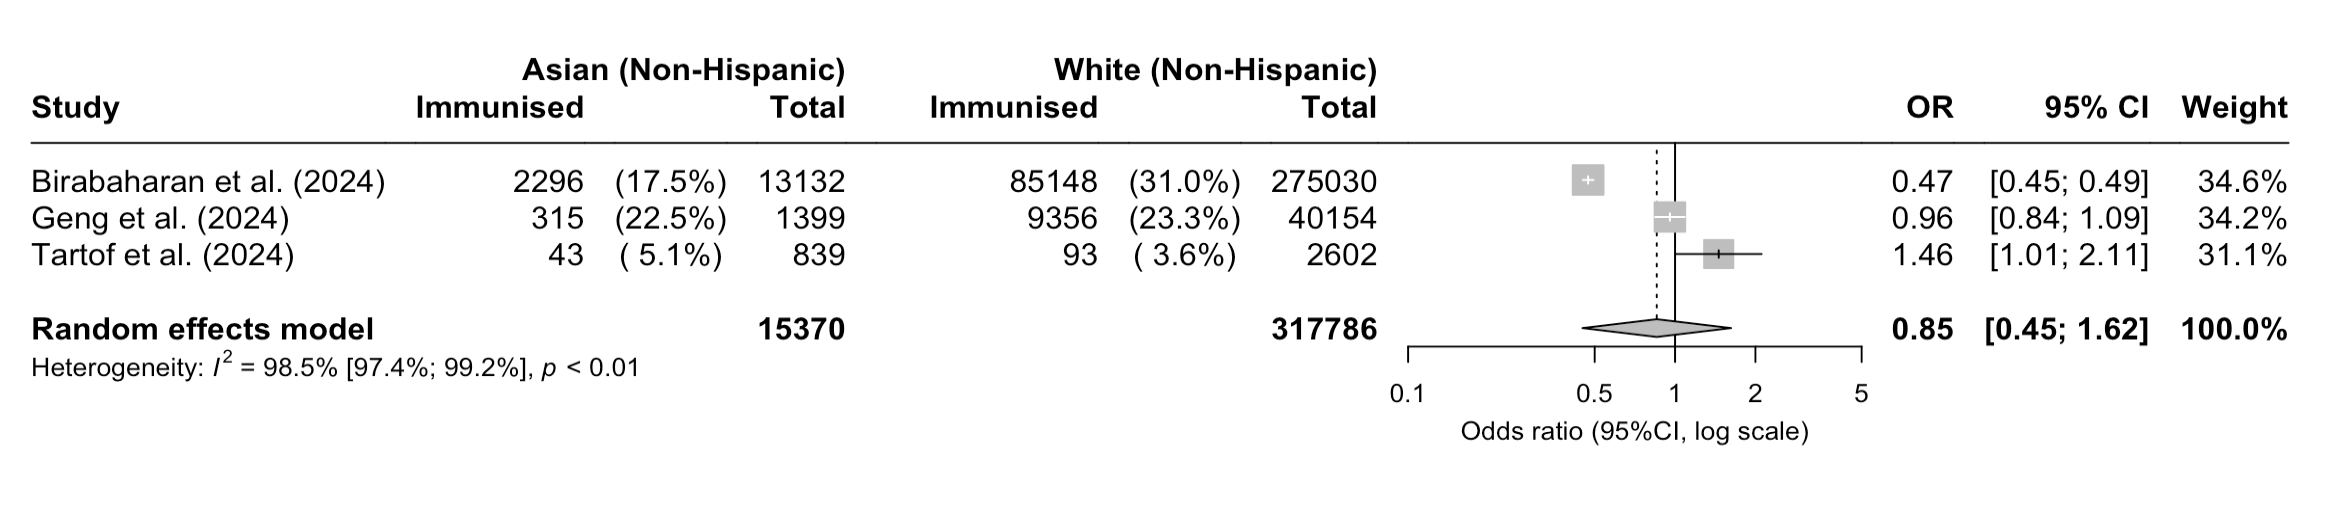 Asian (Non-Hispanic) White (Non-Hispanic)
Study Immunised Total Immunised Total OR 95% CI Weight
Birabaharan et al. (2024) 2296 (17.5%) 13132 85148 (31.0%) 275030 0.47 [0.45; 0.49] 34.6%
Geng et al. (2024) 315 (22.5%) 1399 9356 (23.3%) 40154 0.96 [0.84; 1.09] 34.2%
Tartof et al. (2024) 43 ( 5.1%) 839 93 ( 3.6%) 2602 1.46 [1.01; 2.11] 31.1%
Random effects model 15370 317786 0.85 [0.45; 1.62] 100.0%
Heterogeneity: I² = 98.5% [97.4%; 99.2%], p < 0.01
0.1 0.5 1 2 5
Odds ratio (95%CI, log scale)